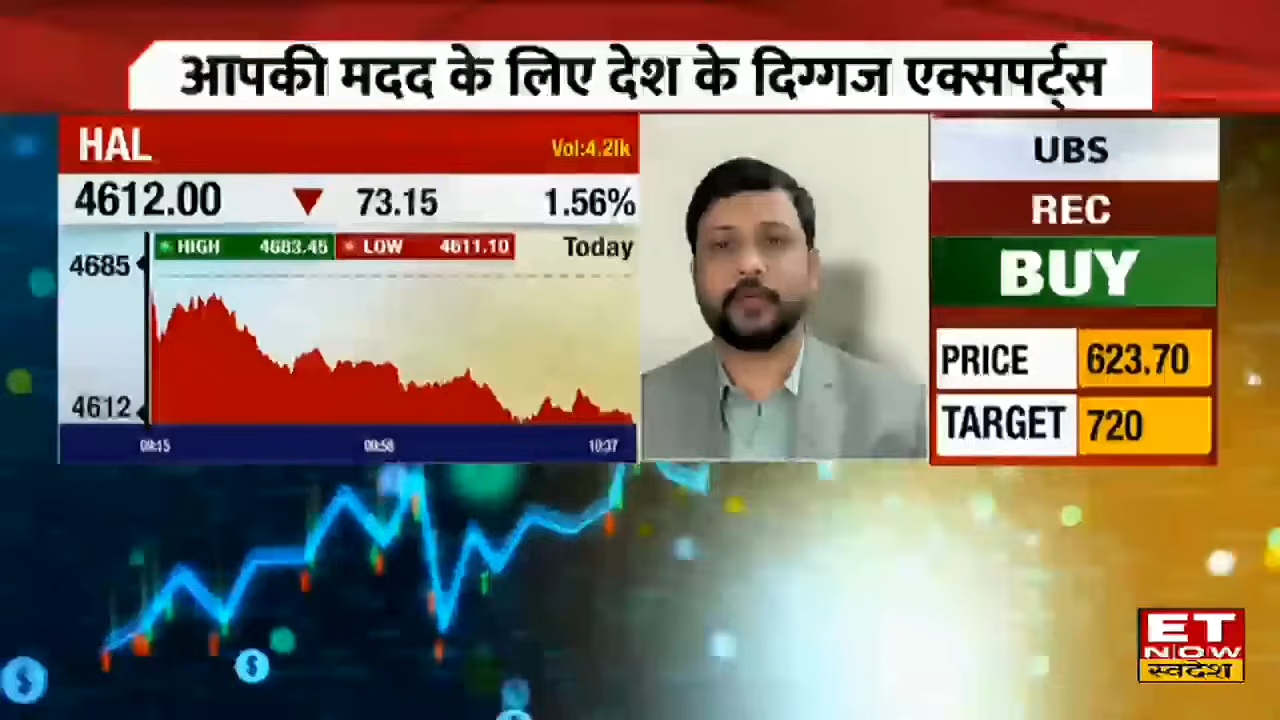 आपकी मदद के लिए देश के दिग्गज एक्सपर्ट्स
HAL
Vol:4.2lk
4612.00 ▼ 73.15 1.56%
HIGH 4683.45 LOW 4611.10 Today
4685
4612
09:15 09:58 10:37
UBS
REC
BUY
PRICE 623.70
TARGET 720
ET
NOW
स्वदेश